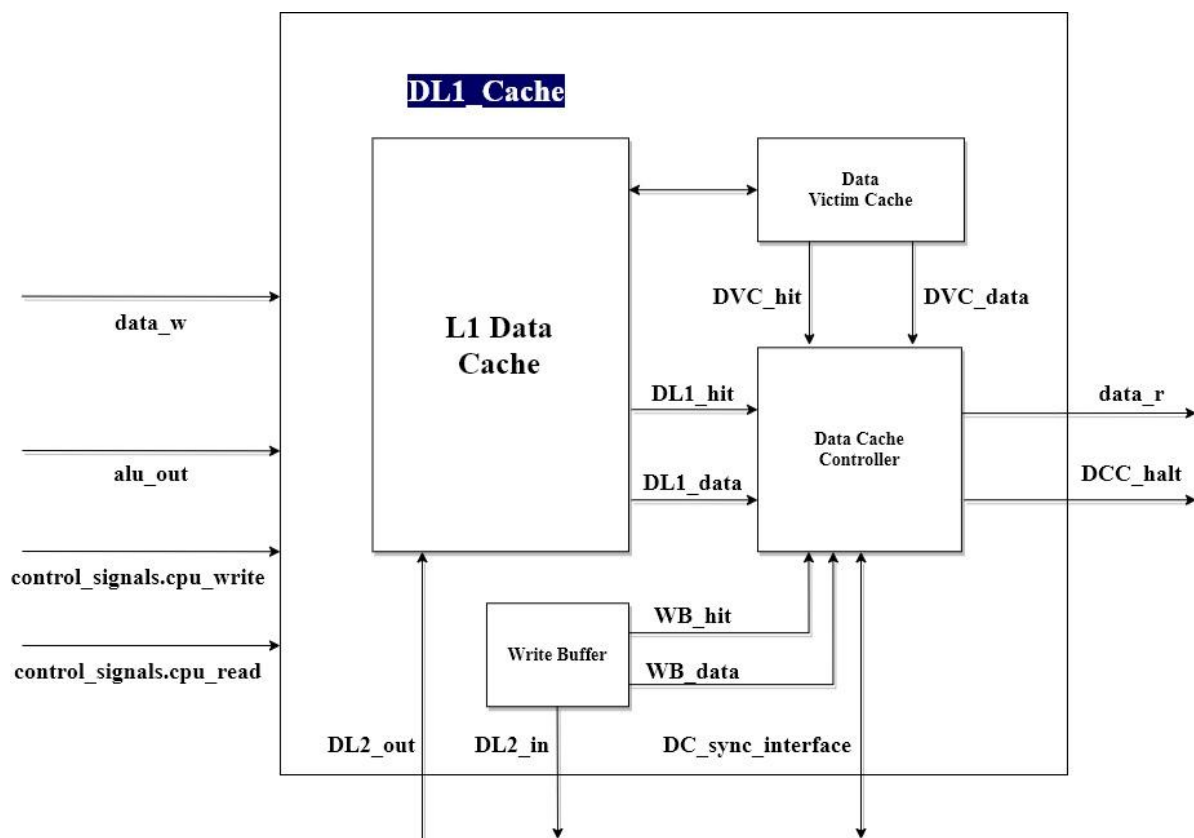 DL1_Cache
Data
Victim Cache
data_w
DVC_hit
DVC_data
L1 Data
Cache
DL1_hit
data_r
Data Cache
Controller
alu_out
DL1_data
DCC_halt
control_signals.cpu_write
WB_hit
Write Buffer
control_signals.cpu_read
WB_data
DL2_out
DL2_in
DC_sync_interface